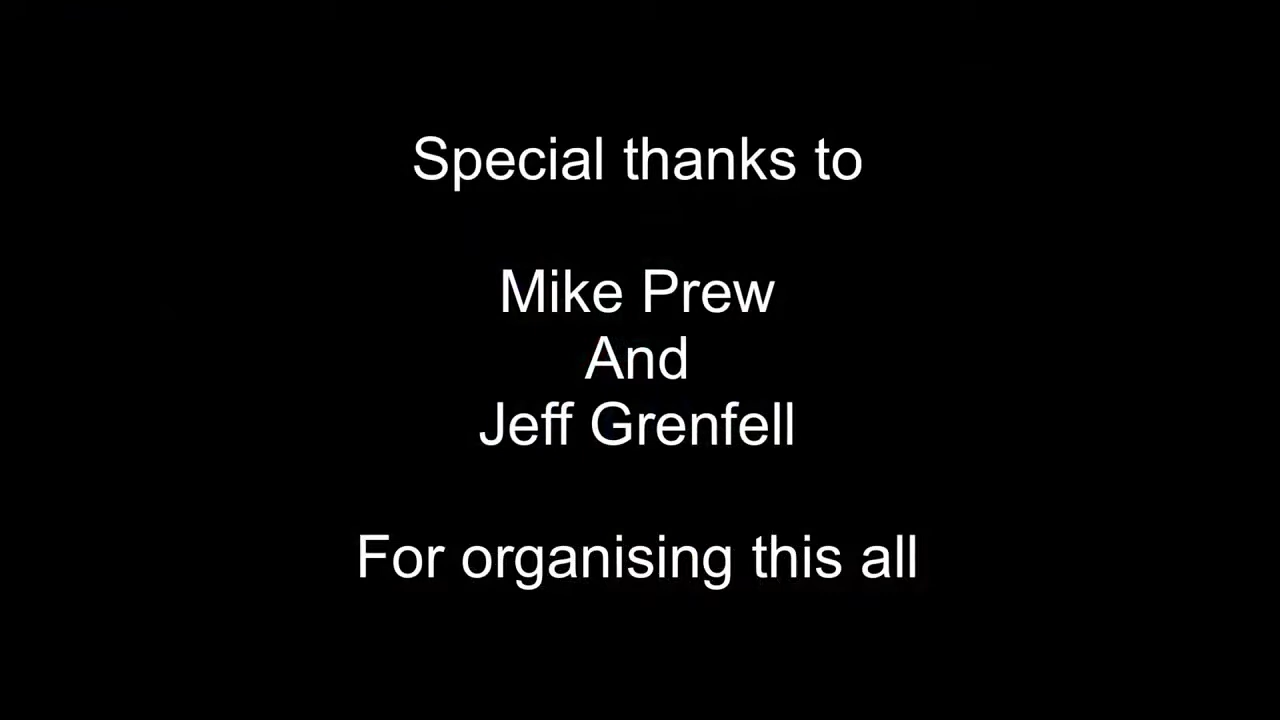 Special thanks to
Mike Prew
And
Jeff Grenfell
For organising this all